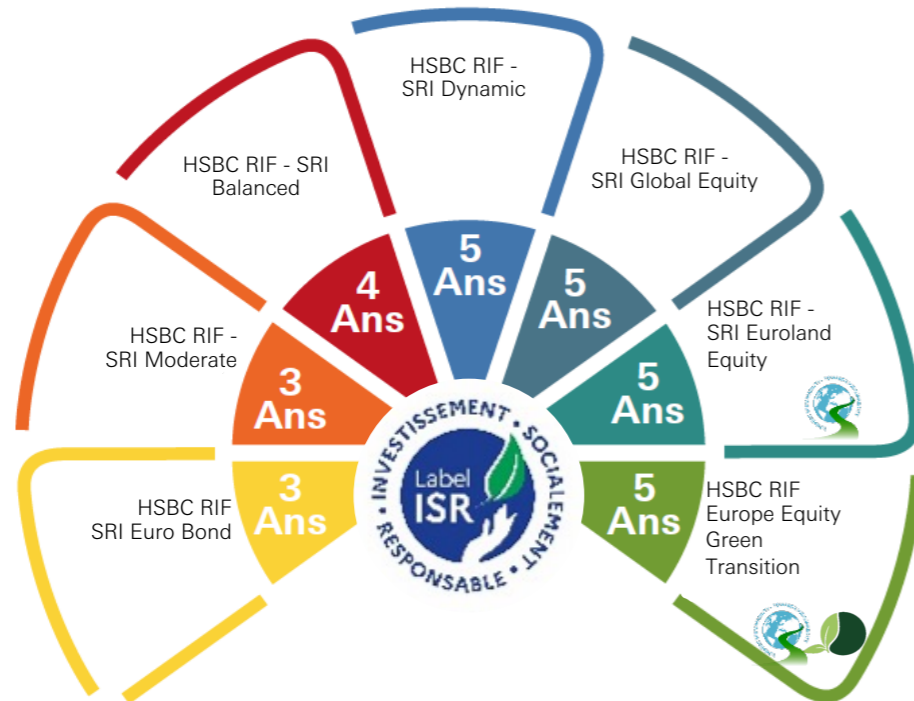 HSBC RIF -
SRI Dynamic
HSBC RIF - SRI
Balanced
HSBC RIF -
SRI Global Equity
HSBC RIF -
SRI Moderate
HSBC RIF -
SRI Euroland
Equity
HSBC RIF
SRI Euro Bond
HSBC RIF
Europe Equity
Green
Transition
3
Ans
3
Ans
4
Ans
5
Ans
5
Ans
5
Ans
5
Ans
INVESTISSEMENT • SOCIALEMENT • RESPONSABLE •
Label
ISR